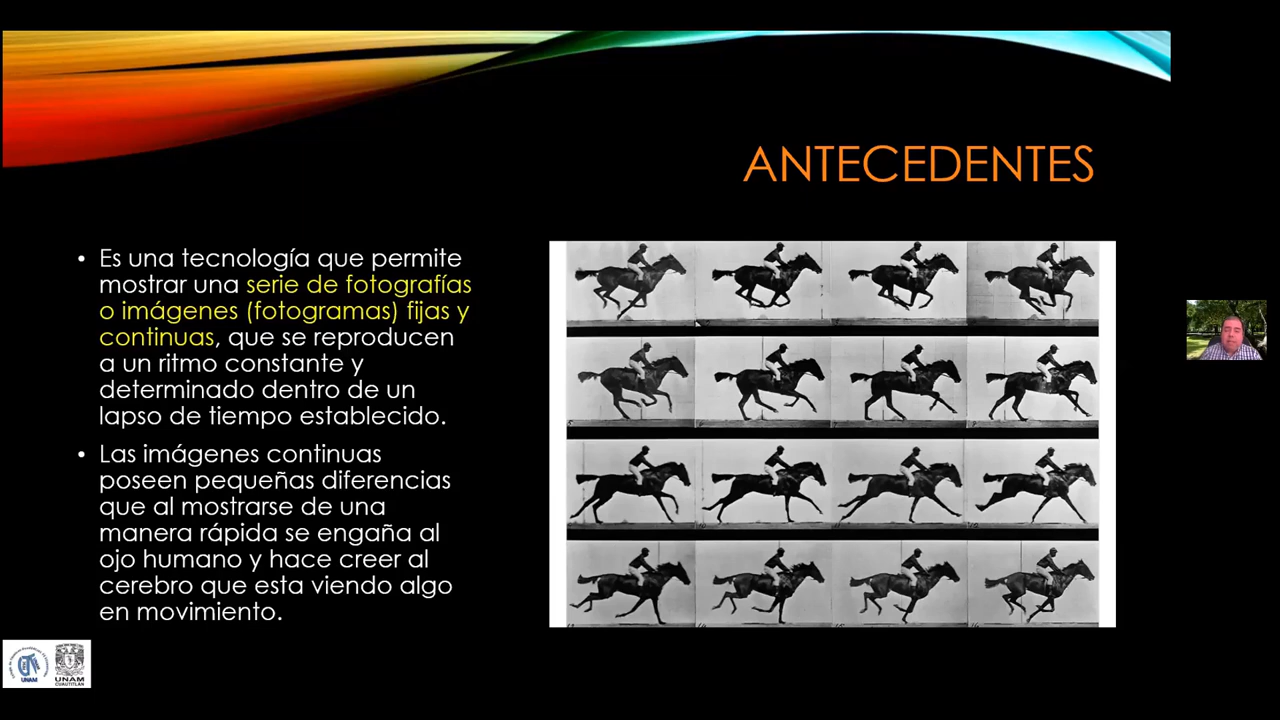 ANTECEDENTES
• Es una tecnología que permite
mostrar una serie de fotografías
o imágenes (fotogramas) fijas y
continuas, que se reproducen
a un ritmo constante y
determinado dentro de un
lapso de tiempo establecido.
• Las imágenes continuas
poseen pequeñas diferencias
que al mostrarse de una
manera rápida se engaña al
ojo humano y hace creer al
cerebro que esta viendo algo
en movimiento.
UNAM
UNAM
CUAUTITLÁN